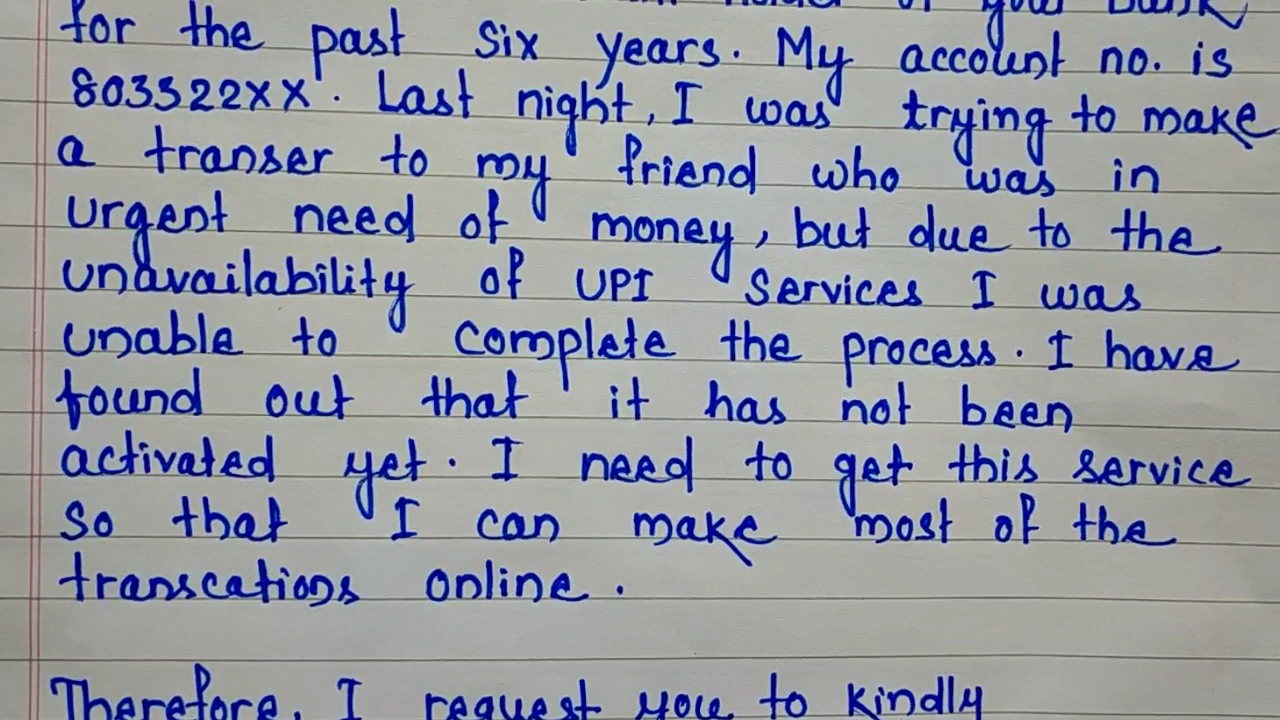 of your bank
for the past six years. My account no. is
803322xx. Last night, I was trying to make
a transer to my friend who was in
urgent need of money, but due to the
unavailability of UPI services I was
unable to complete the process. I have
found out that it has not been
activated yet. I need to get this service
so that I can make most of the
transcations online.
Therefore, I request you to kindly